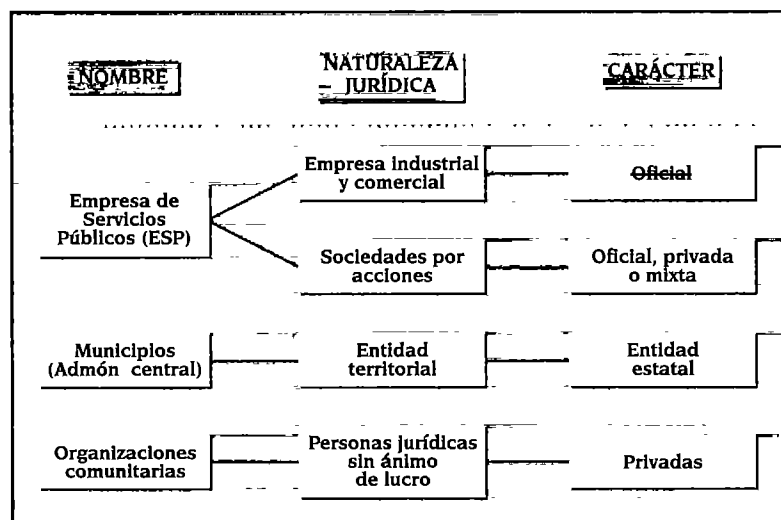 NOMBRE
NATURALEZA
JURÍDICA
CARÁCTER
Empresa de
Servicios
Públicos (ESP)
Empresa industrial
y comercial
Oficial
Sociedades por
acciones
Oficial, privada
o mixta
Municipios
(Admón central)
Entidad
territorial
Entidad
estatal
Organizaciones
comunitarias
Personas jurídicas
sin ánimo
de lucro
Privadas